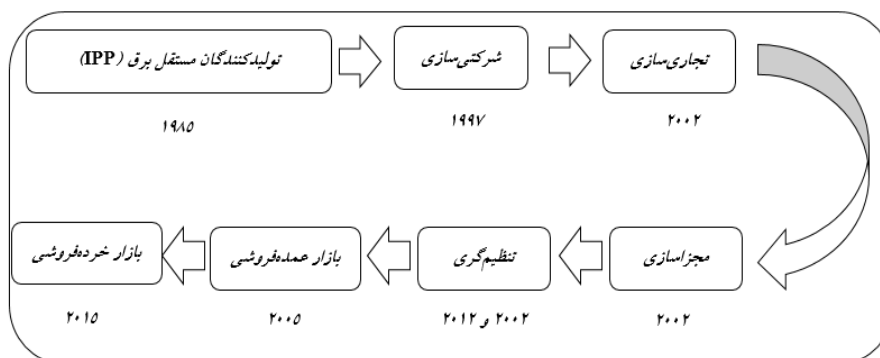 تولیدکنندگان مستقل برق (IPP)
۱۹۸۵
شرکتی‌سازی
۱۹۹۷
تجاری‌سازی
۲۰۰۲
مجزاسازی
۲۰۰۲
تنظیم‌گری
۲۰۰۲ و ۲۰۱۲
بازار عمده‌فروشی
۲۰۰۵
بازار خرده‌فروشی
۲۰۱۵